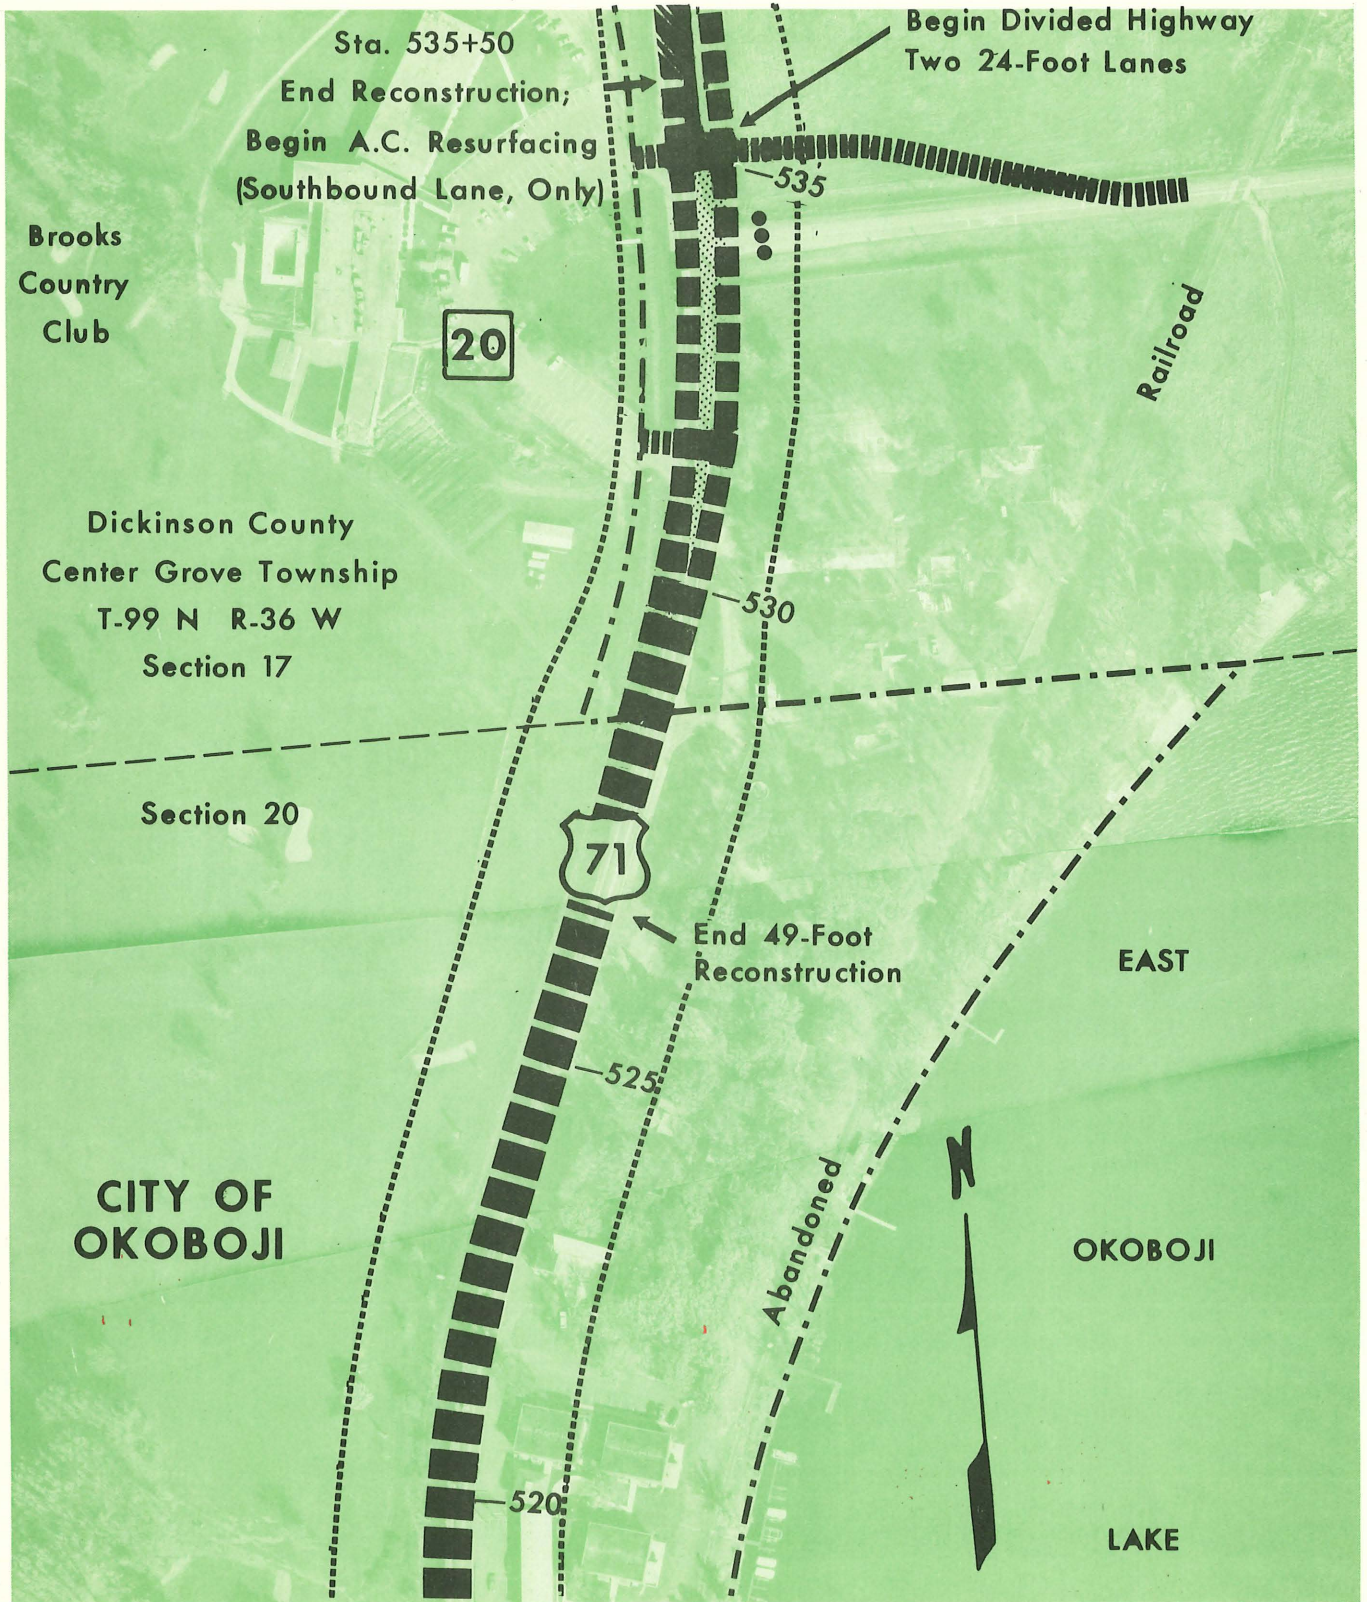 Sta. 535+50
End Reconstruction;
Begin A.C. Resurfacing
(Southbound Lane, Only)
Begin Divided Highway
Two 24-Foot Lanes
535
Brooks
Country
Club
20
Railroad
Dickinson County
Center Grove Township
T-99 N R-36 W
Section 17
530
Section 20
71
End 49-Foot
Reconstruction
EAST
525
N
CITY OF
OKOBOJI
Abandoned
OKOBOJI
520
LAKE